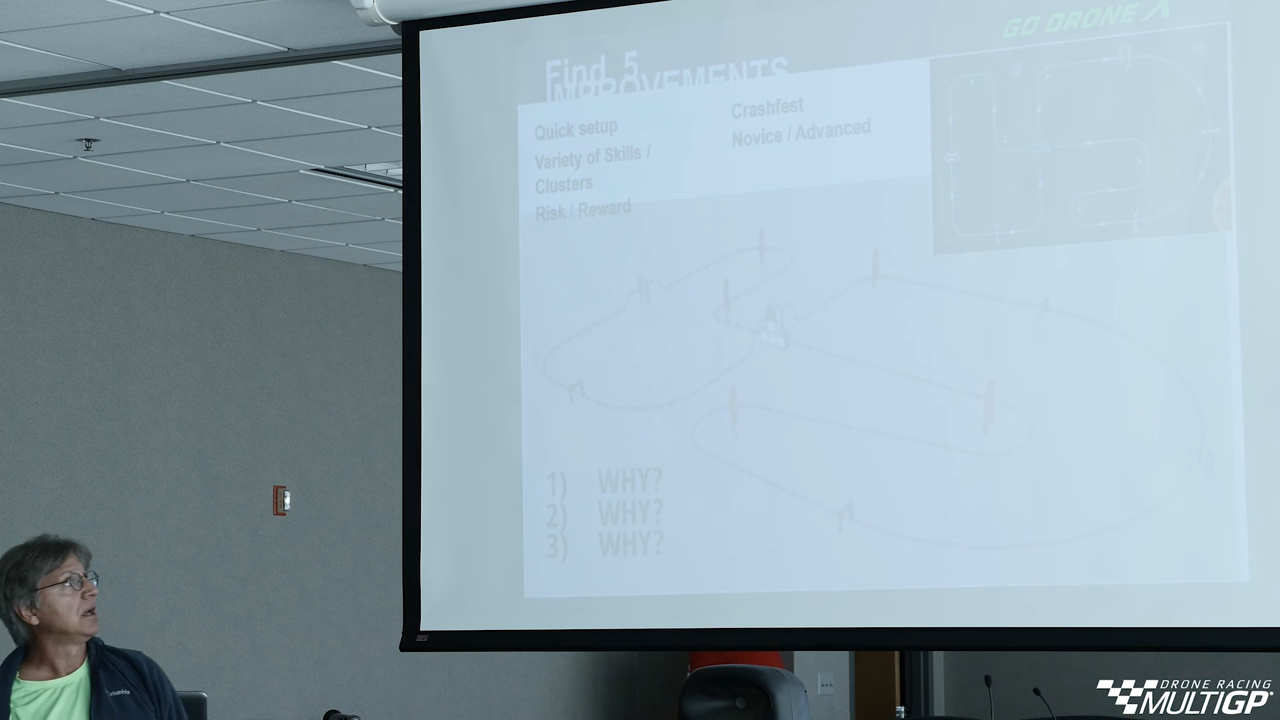 GO DRONE X
Find 5
IMPROVEMENTS
Quick setup
Variety of Skills /
Clusters
Risk / Reward
Crashfest
Novice / Advanced
1) WHY?
2) WHY?
3) WHY?
Columbia
DRONE RACING
MULTIGP®